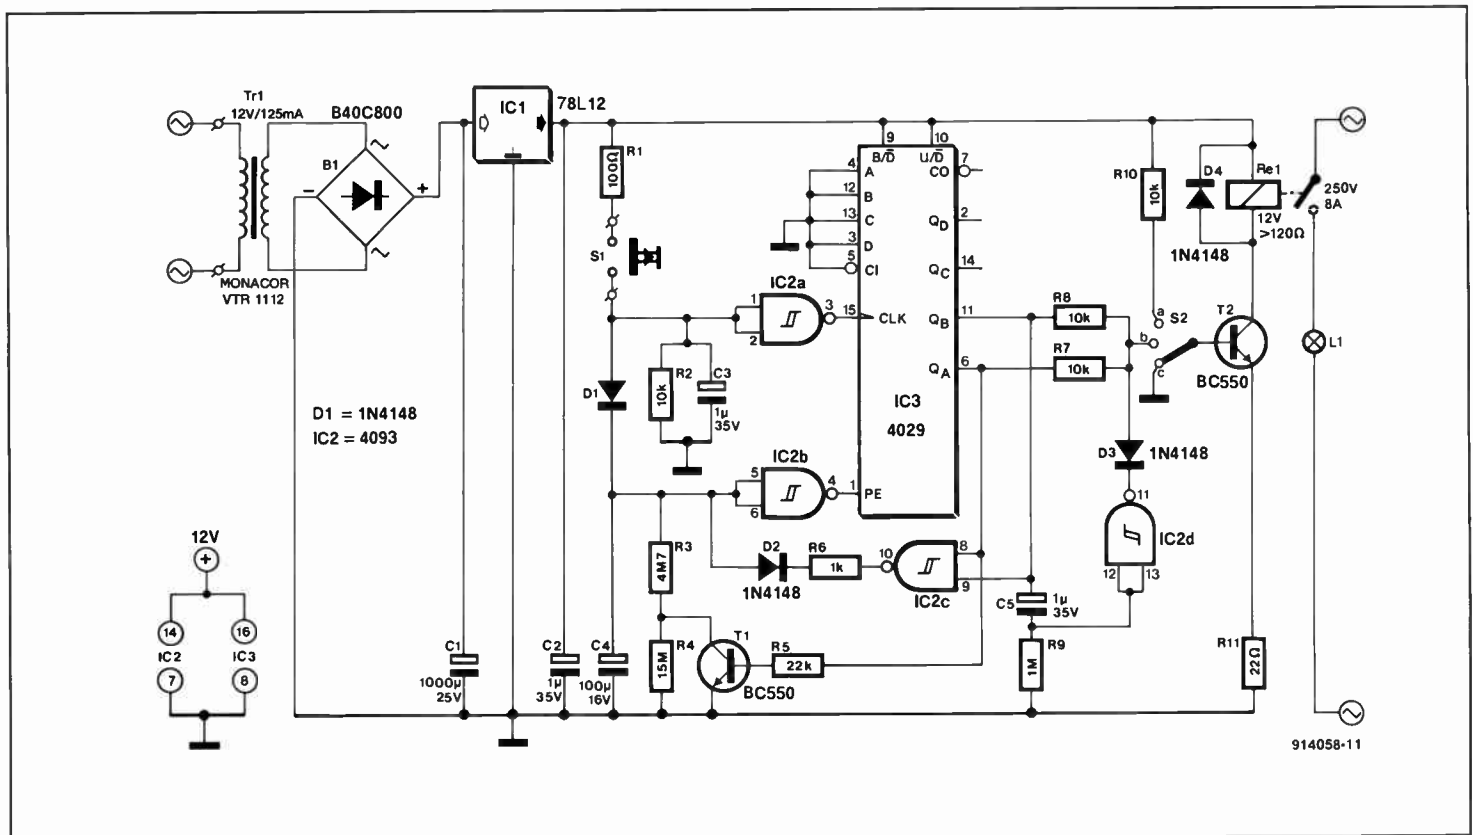 Tr1
12V/125mA
B40C800
B1
−
+
MONACOR
VTR 1112
IC1
78L12
R1
100Ω
S1
D1
D1 = 1N4148
IC2 = 4093
R2
10k
C3
1µ
35V
IC2a
1
2
3
15
IC2b
5
6
4
1
9
B/D̅
10
U/D̅
4
A
12
B
13
C
3
D
5
CI
CLK
PE
7
CO
2
QD
14
QC
11
QB
6
QA
IC3
4029
R8
10k
R7
10k
R10
10k
a
b
c
S2
D4
1N4148
Re1
12V
>120Ω
250V
8A
T2
BC550
L1
D3
1N4148
11
IC2d
12
13
R3
4M7
D2
1N4148
R6
1k
10
IC2c
8
9
C5
1µ
35V
R9
1M
R4
15M
T1
BC550
R5
22k
R11
22Ω
C1
1000µ
25V
C2
1µ
35V
C4
100µ
16V
12V
+
14
16
IC2
IC3
7
8
914058-11